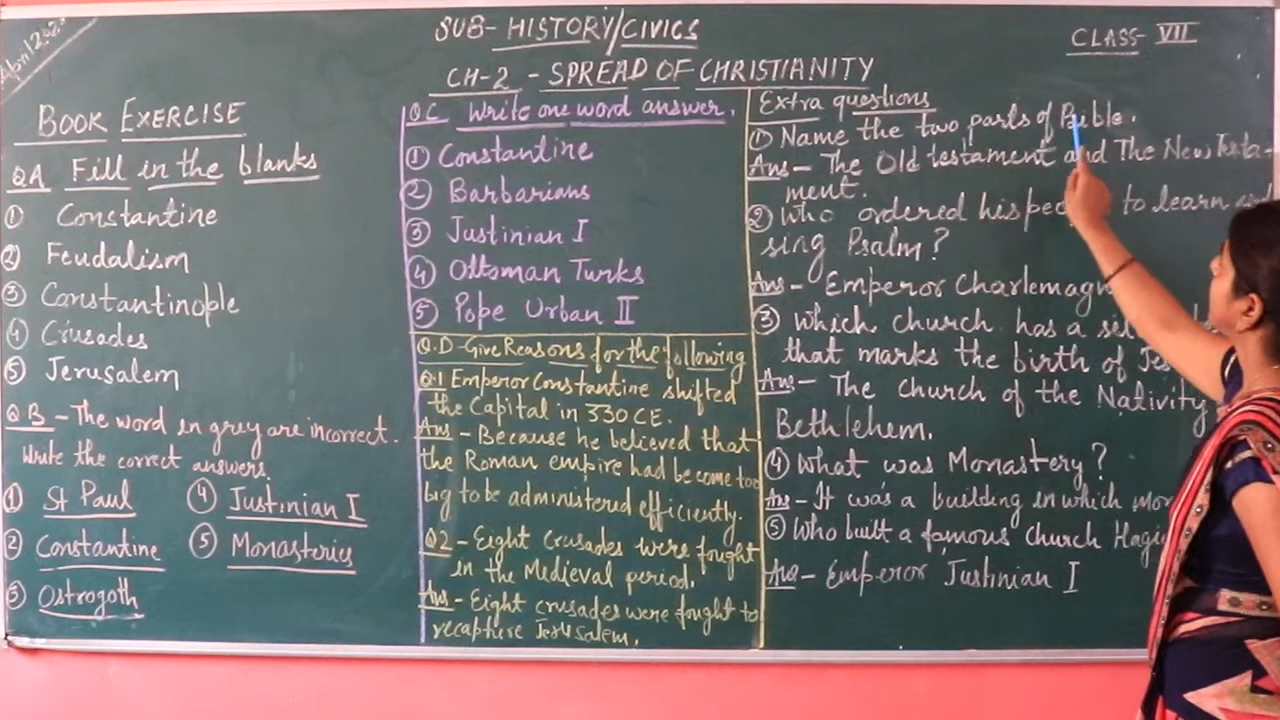 April 202
SUB- HISTORY/CIVICS
CLASS- VII
CH-2 - SPREAD OF CHRISTIANITY
BOOK EXERCISE
QA Fill in the blanks
① Constantine
② Feudalism
③ Constantinople
④ Crusades
⑤ Jerusalem
QB - The word in grey are incorrect.
Write the correct answers.
① St Paul
② Constantine
③ Ostrogoth
④ Justinian I
⑤ Monasteries
QC Write one word answer.
① Constantine
② Barbarians
③ Justinian I
④ Ottoman Turks
⑤ Pope Urban II
Q.D - Give Reasons for the following
Q.1 Emperor Constantine shifted
the Capital in 330 CE.
Ans - Because he believed that
the Roman empire had become too
big to be administered efficiently.
Q2 - Eight crusades were fought
in the Medieval period.
Ans - Eight crusades were fought to
recapture Jerusalem.
Extra questions
① Name the two parts of Bible.
Ans - The Old testament and The New Testa-
ment.
② Who ordered his to learn
sing Psalm?
Ans - Emperor
③ Which church has a
that marks the birth of
Ans - The Church of the Nativity
Bethlehem.
④ What was Monastery?
Ans - It was a building in which
⑤ Who built a famous Church
Ans - Emperor Justinian I